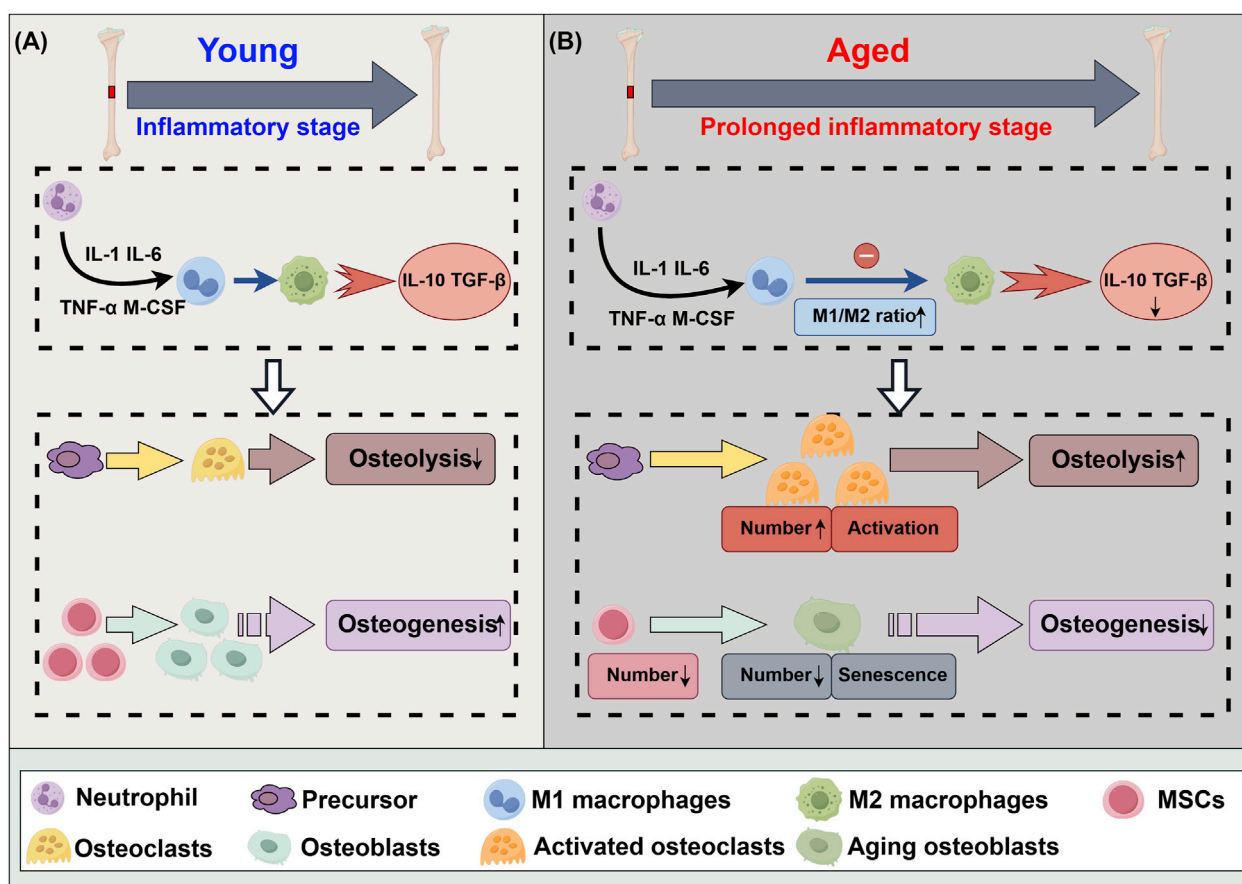 (A)
Young
Inflammatory stage
IL-1 IL-6
TNF-α M-CSF
IL-10 TGF-β
Osteolysis↓
Osteogenesis↑
(B)
Aged
Prolonged inflammatory stage
IL-1 IL-6
TNF-α M-CSF
M1/M2 ratio↑
IL-10 TGF-β
↓
Number↑ Activation
Osteolysis↑
Number↓
Number↓ Senescence
Osteogenesis↓
Neutrophil Precursor M1 macrophages M2 macrophages MSCs
Osteoclasts Osteoblasts Activated osteoclasts Aging osteoblasts